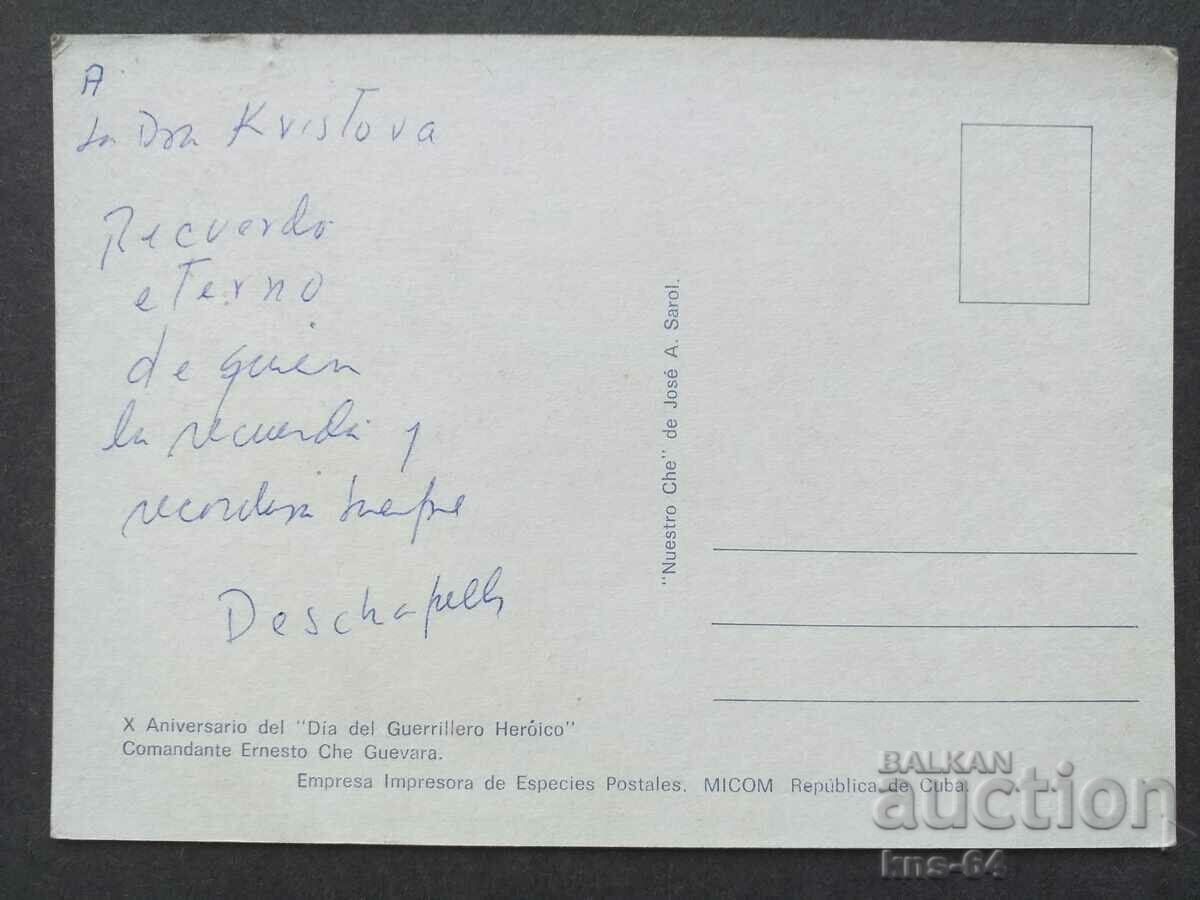 A
La Dra Kristova
Recuerdo
eterno
de quien
la recuerda y
recordara siempre
Deschapells
"Nuestro Che" de José A. Sarol.
X Aniversario del "Día del Guerrillero Heróico"
Comandante Ernesto Che Guevara.
Empresa Impresora de Especies Postales. MICOM República de Cuba.
BALKAN
auction
kns-64